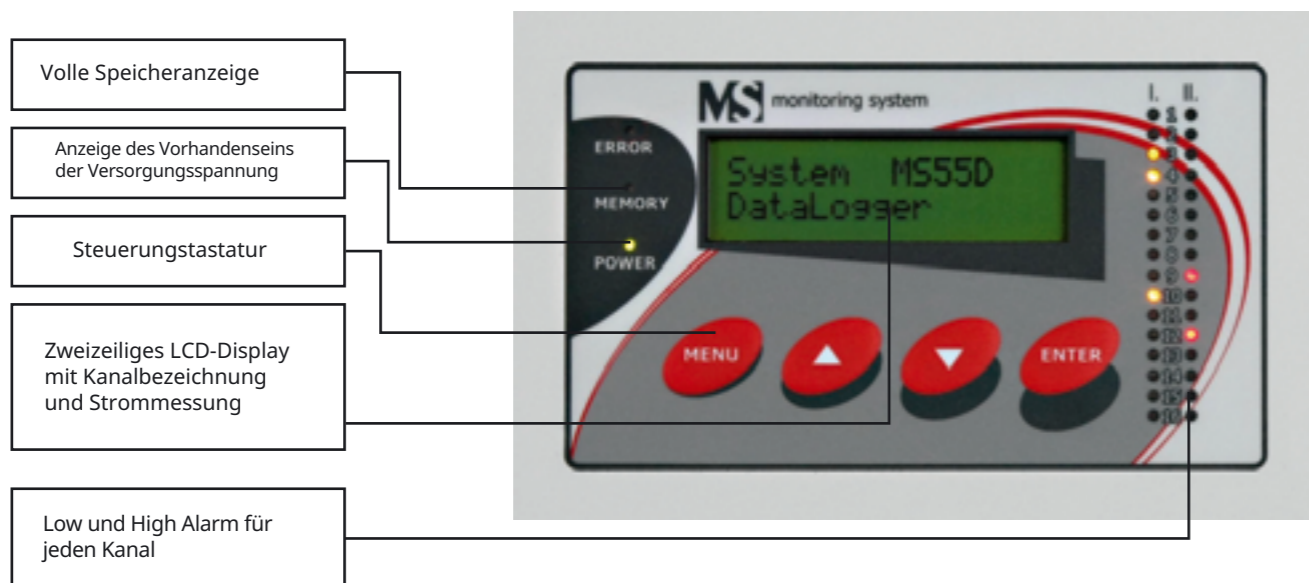 Volle Speicheranzeige
Anzeige des Vorhandenseins
der Versorgungsspannung
Steuerungstastatur
Zweizeiliges LCD-Display
mit Kanalbezeichnung
und Strommessung
Low und High Alarm für
jeden Kanal
MS monitoring system
ERROR
MEMORY
POWER
System MS55D
DataLogger
MENU
ENTER
I. II.
1
2
3
4
5
6
7
8
9
10
11
12
13
14
15
16